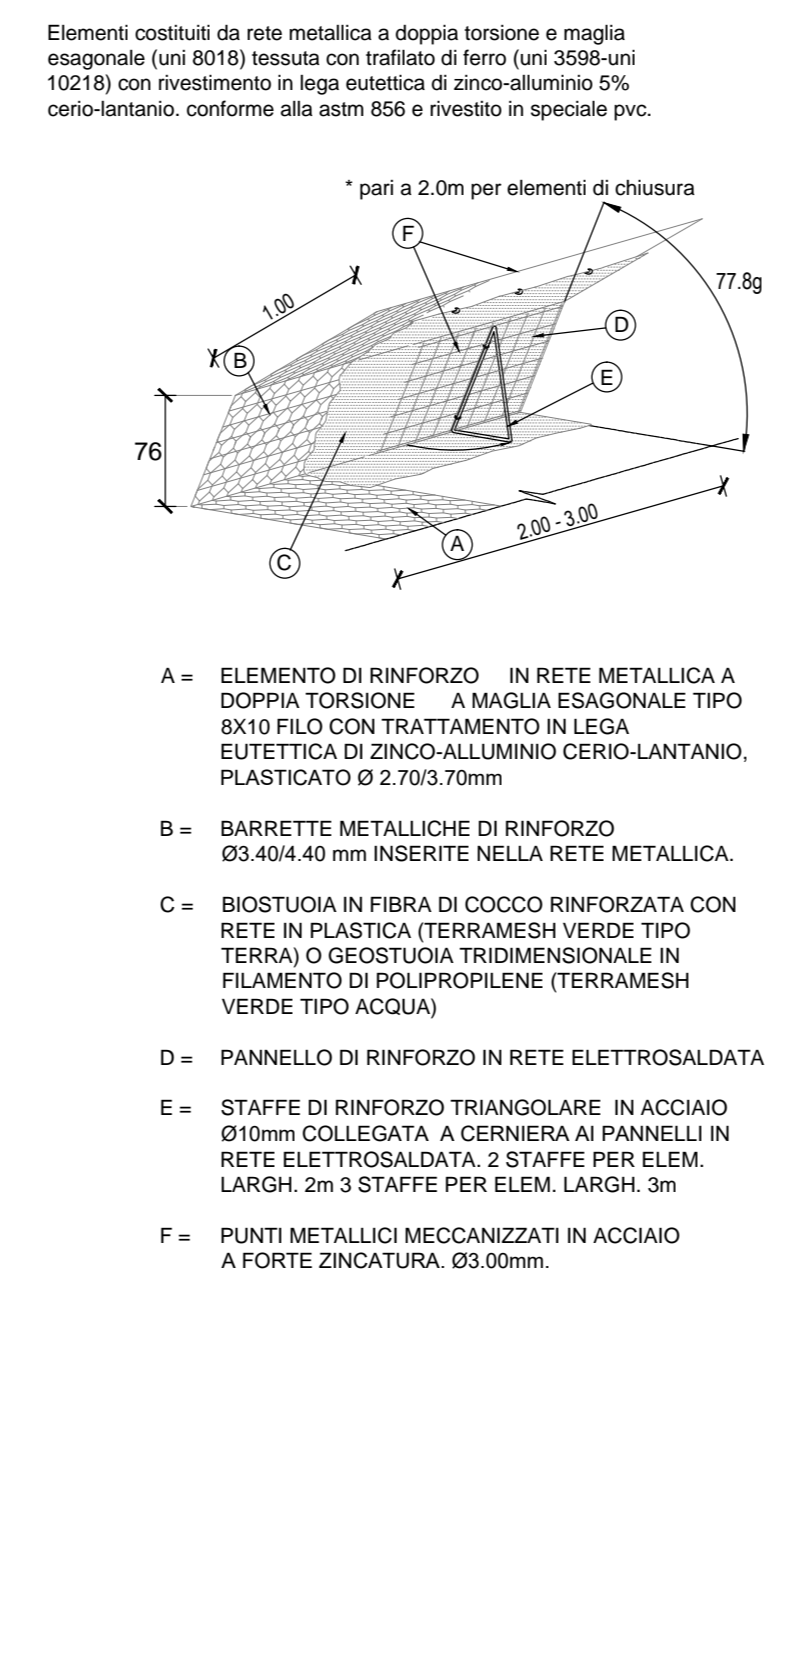 Elementi costituiti da rete metallica a doppia torsione e maglia
esagonale (uni 8018) tessuta con trafilato di ferro (uni 3598-uni
10218) con rivestimento in lega eutettica di zinco-alluminio 5%
cerio-lantanio. conforme alla astm 856 e rivestito in speciale pvc.
* pari a 2.0m per elementi di chiusura
F
77.8g
1.00
D
B
E
76
2.00 - 3.00
A
C
A = ELEMENTO DI RINFORZO IN RETE METALLICA A
DOPPIA TORSIONE A MAGLIA ESAGONALE TIPO
8X10 FILO CON TRATTAMENTO IN LEGA
EUTETTICA DI ZINCO-ALLUMINIO CERIO-LANTANIO,
PLASTICATO Ø 2.70/3.70mm
B = BARRETTE METALLICHE DI RINFORZO
Ø3.40/4.40 mm INSERITE NELLA RETE METALLICA.
C = BIOSTUOIA IN FIBRA DI COCCO RINFORZATA CON
RETE IN PLASTICA (TERRAMESH VERDE TIPO
TERRA) O GEOSTUOIA TRIDIMENSIONALE IN
FILAMENTO DI POLIPROPILENE (TERRAMESH
VERDE TIPO ACQUA)
D = PANNELLO DI RINFORZO IN RETE ELETTROSALDATA
E = STAFFE DI RINFORZO TRIANGOLARE IN ACCIAIO
Ø10mm COLLEGATA A CERNIERA AI PANNELLI IN
RETE ELETTROSALDATA. 2 STAFFE PER ELEM.
LARGH. 2m 3 STAFFE PER ELEM. LARGH. 3m
F = PUNTI METALLICI MECCANIZZATI IN ACCIAIO
A FORTE ZINCATURA. Ø3.00mm.